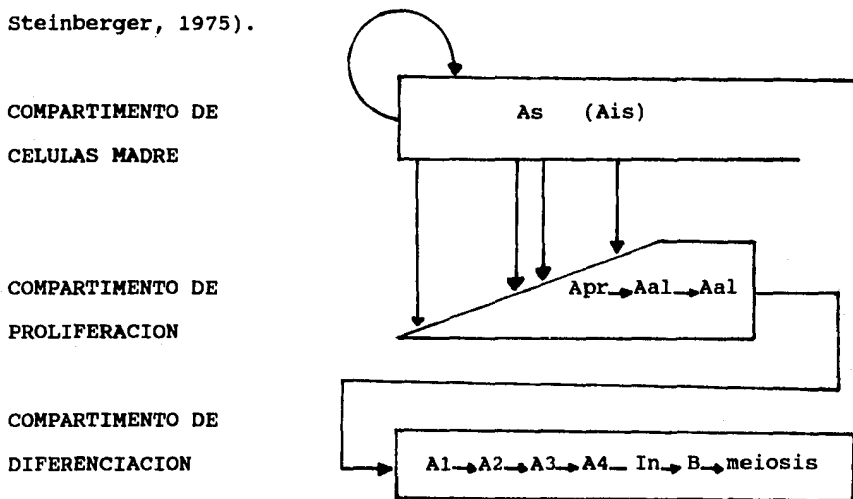 Steinberger, 1975).
COMPARTIMENTO DE
CELULAS MADRE
As (Ais)
COMPARTIMENTO DE
PROLIFERACION
Apr→Aal→Aal
COMPARTIMENTO DE
DIFERENCIACION
A1→A2→A3→A4→In→B→meiosis